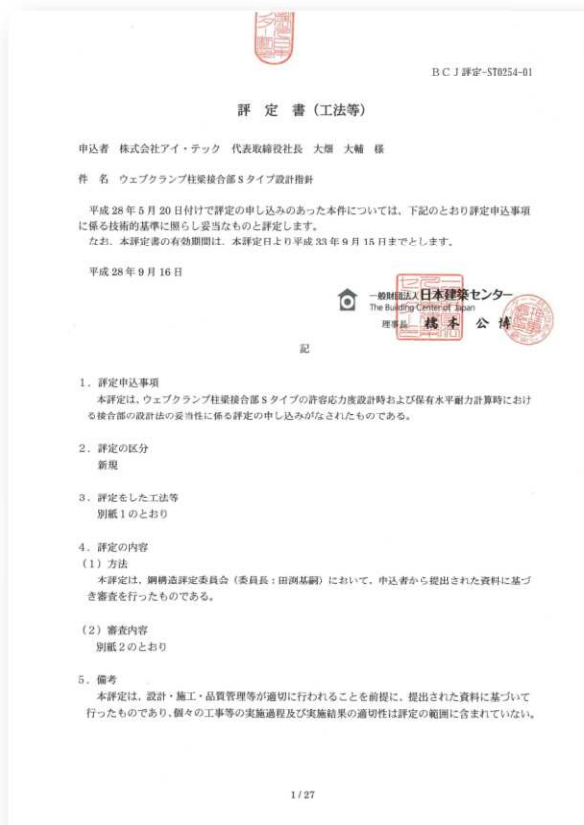 BCJ評定-ST0254-01
評 定 書（工法等）
申込者 株式会社アイ・テック 代表取締役社長 大畑 大輔 様
件 名 ウェブクランプ柱梁接合部Sタイプ設計指針
平成28年5月20日付けで評定の申し込みのあった本件については、下記のとおり評定申込事項
に係る技術的基準に照らし妥当なものと評定します。
なお、本評定書の有効期間は、本評定日より平成33年9月15日までとします。
平成28年9月16日
一般財団法人日本建築センター
The Building Center of Japan
理事長 橋本 公博
記
1．評定申込事項
本評定は、ウェブクランプ柱梁接合部Sタイプの許容応力度設計時および保有水平耐力計算時におけ
る接合部の設計法の妥当性に係る評定の申し込みがなされたものである。
2．評定の区分
新規
3．評定をした工法等
別紙1のとおり
4．評定の内容
（1）方法
本評定は、鋼構造評定委員会（委員長：田渕基嗣）において、申込者から提出された資料に基づ
き審査を行ったものである。
（2）審査内容
別紙2のとおり
5．備考
本評定は、設計・施工・品質管理等が適切に行われることを前提に、提出された資料に基づいて
行ったものであり、個々の工事等の実施過程及び実施結果の適切性は評定の範囲に含まれていない。
1/27